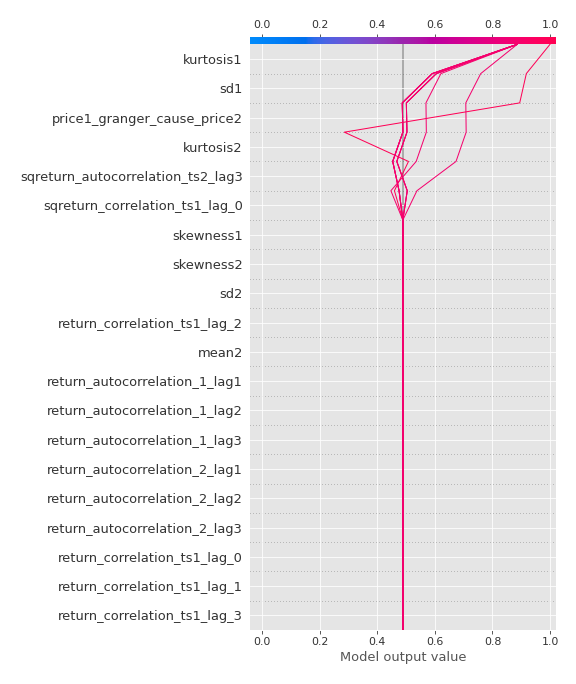 0.0 0.2 0.4 0.6 0.8 1.0
kurtosis1
sd1
price1_granger_cause_price2
kurtosis2
sqreturn_autocorrelation_ts2_lag3
sqreturn_correlation_ts1_lag_0
skewness1
skewness2
sd2
return_correlation_ts1_lag_2
mean2
return_autocorrelation_1_lag1
return_autocorrelation_1_lag2
return_autocorrelation_1_lag3
return_autocorrelation_2_lag1
return_autocorrelation_2_lag2
return_autocorrelation_2_lag3
return_correlation_ts1_lag_0
return_correlation_ts1_lag_1
return_correlation_ts1_lag_3
0.0 0.2 0.4 0.6 0.8 1.0
Model output value